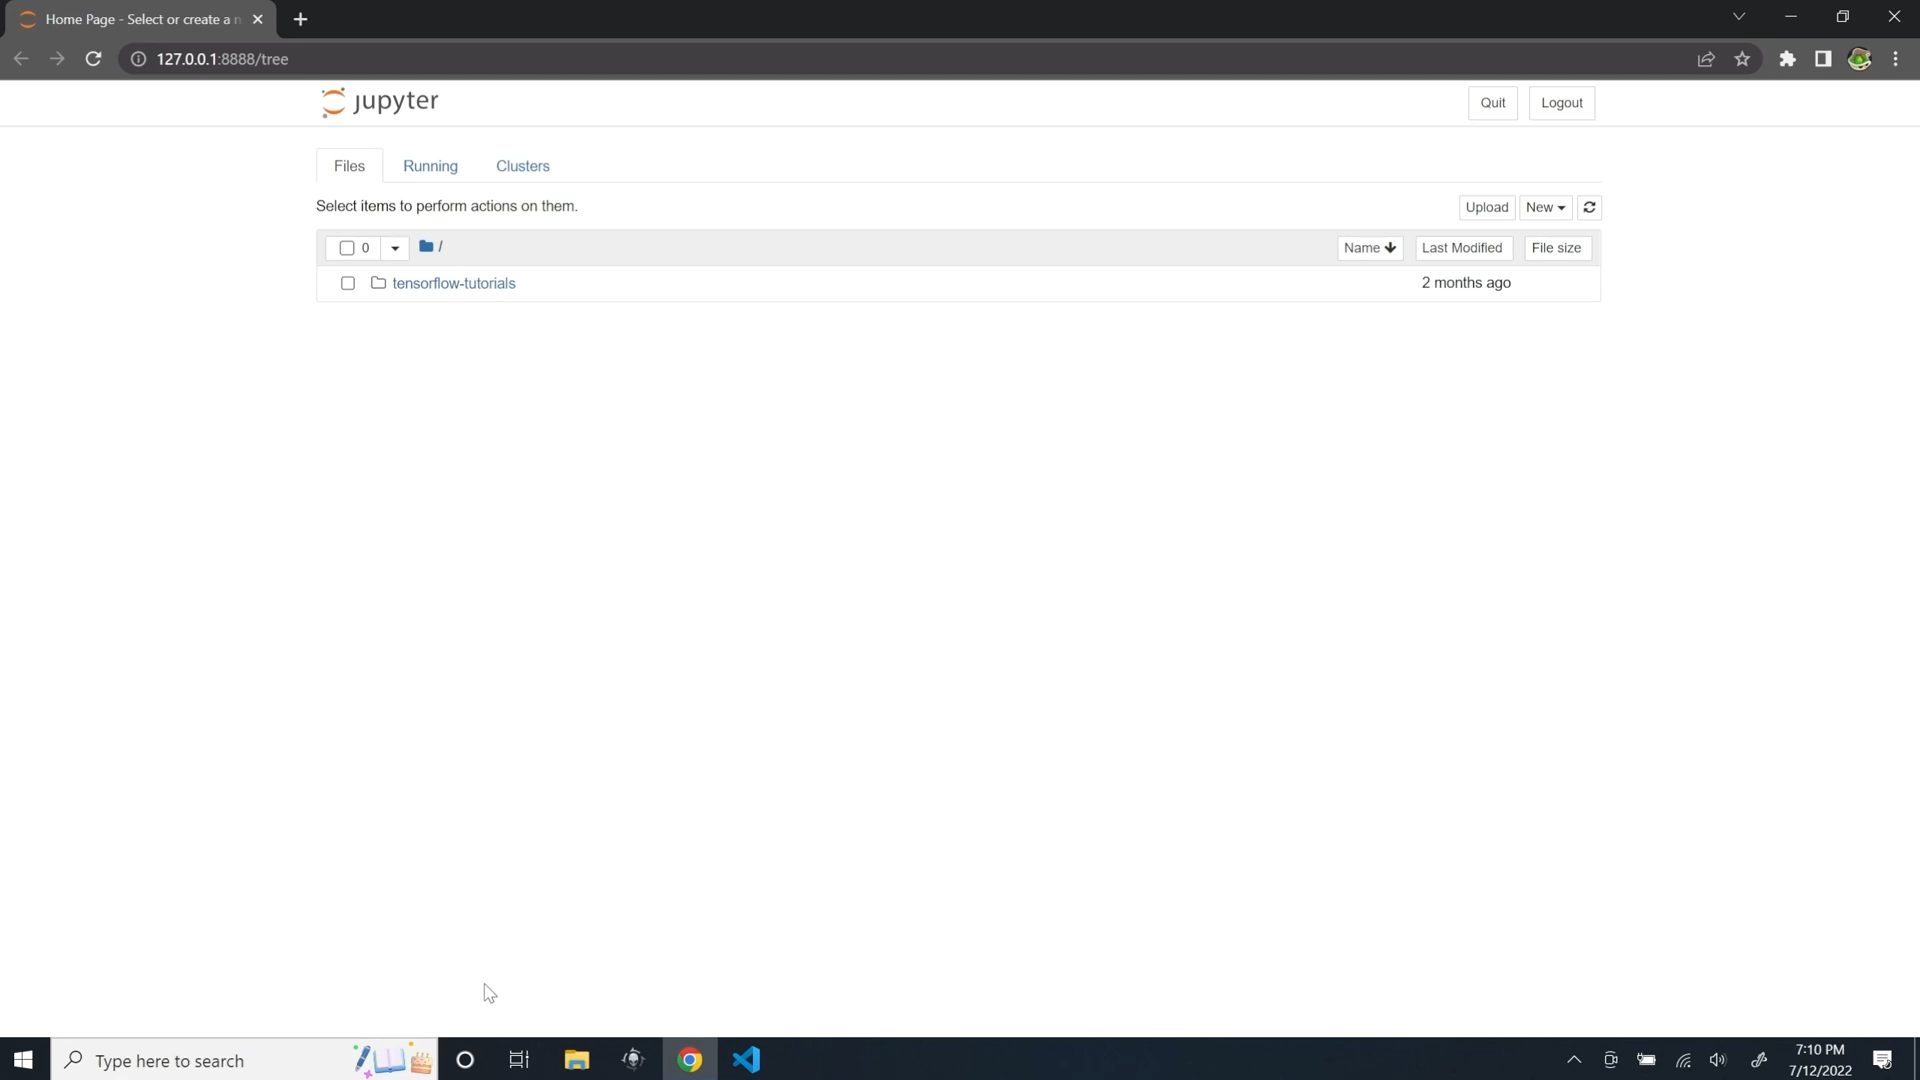 Home Page - Select or create a n
127.0.0.1:8888/tree
jupyter
Quit
Logout
Files
Running
Clusters
Select items to perform actions on them.
Upload
New
0
/
Name
Last Modified
File size
tensorflow-tutorials
2 months ago
Type here to search
7:10 PM
7/12/2022